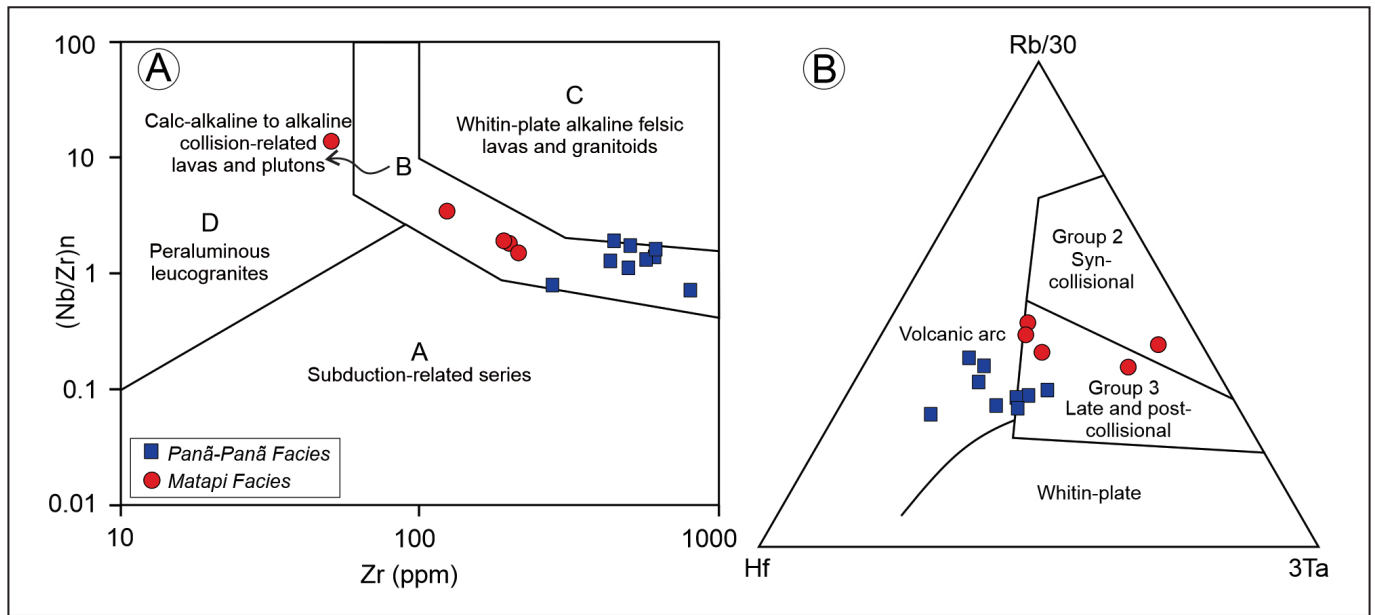 A
100
10
1
0.1
0.01
(Nb/Zr)n
10
100
1000
Zr (ppm)
Calc-alkaline to alkaline
collision-related
lavas and plutons
B
C
Whitin-plate alkaline felsic
lavas and granitoids
D
Peraluminous
leucogranites
A
Subduction-related series
Panã-Panã Facies
Matapi Facies
B
Rb/30
Group 2
Syn-
collisional
Volcanic arc
Group 3
Late and post-
collisional
Whitin-plate
Hf
3Ta